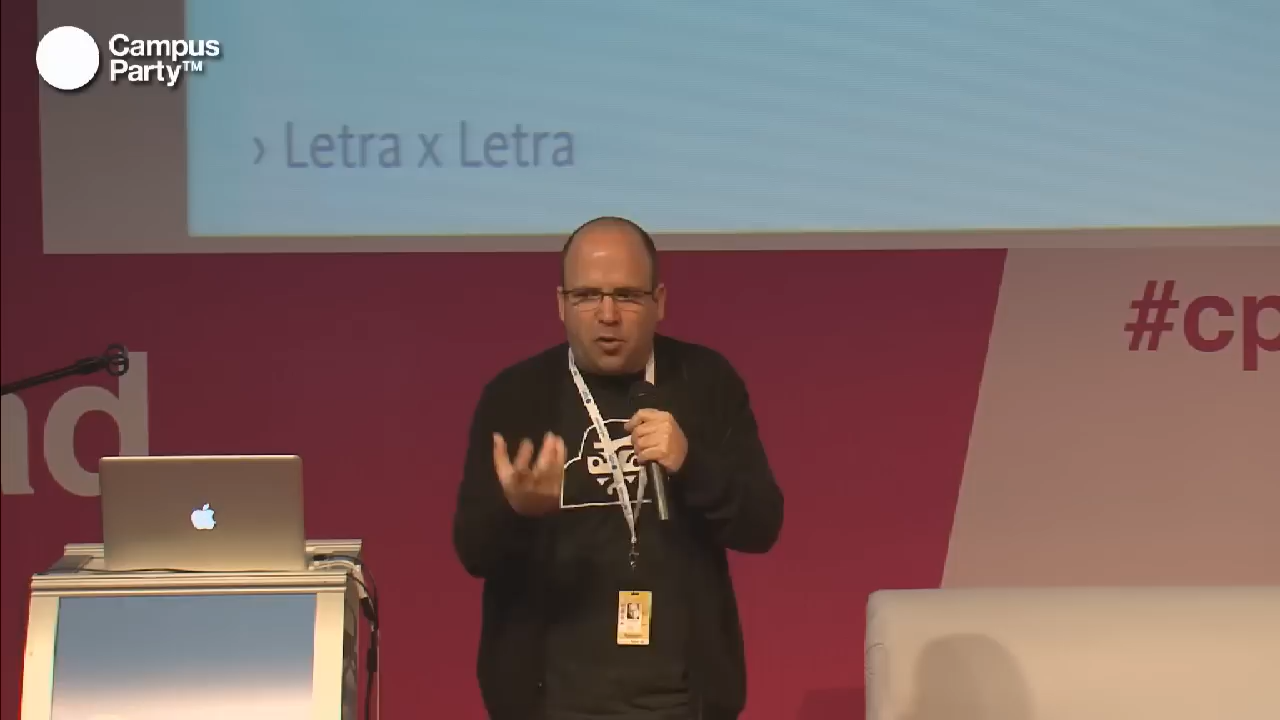 Campus
Party™
› Letra x Letra
#cp
nd